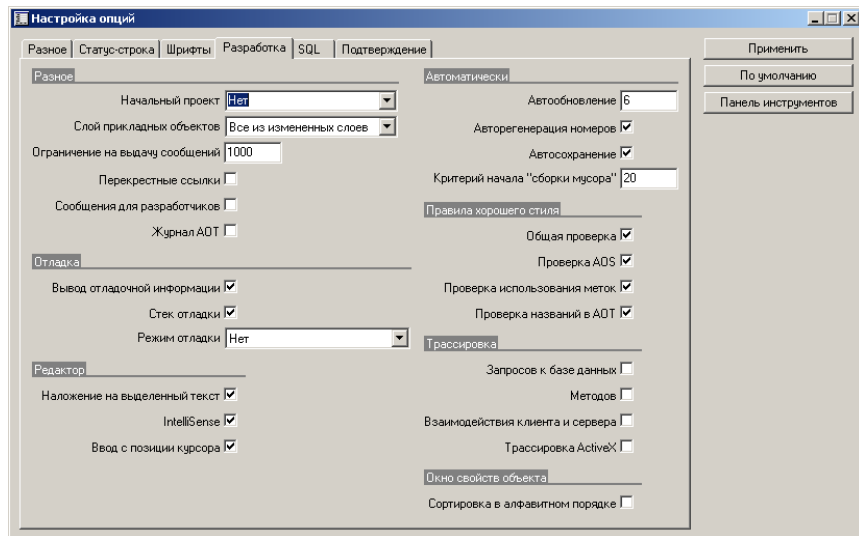 Настройка опций
Разное Статус-строка Шрифты Разработка SQL Подтверждение
Применить
По умолчанию
Панель инструментов
Разное
Начальный проект Нет
Слой прикладных объектов Все из измененных слоев
Ограничение на выдачу сообщений 1000
Перекрестные ссылки
Сообщения для разработчиков
Журнал АОТ
Отладка
Вывод отладочной информации
Стек отладки
Режим отладки Нет
Редактор
Наложение на выделенный текст
IntelliSense
Ввод с позиции курсора
Автоматически
Автообновление 6
Авторегенерация номеров
Автосохранение
Критерий начала "сборки мусора" 20
Правила хорошего стиля
Общая проверка
Проверка AOS
Проверка использования меток
Проверка названий в АОТ
Трассировка
Запросов к базе данных
Методов
Взаимодействия клиента и сервера
Трассировка ActiveX
Окно свойств объекта
Сортировка в алфавитном порядке